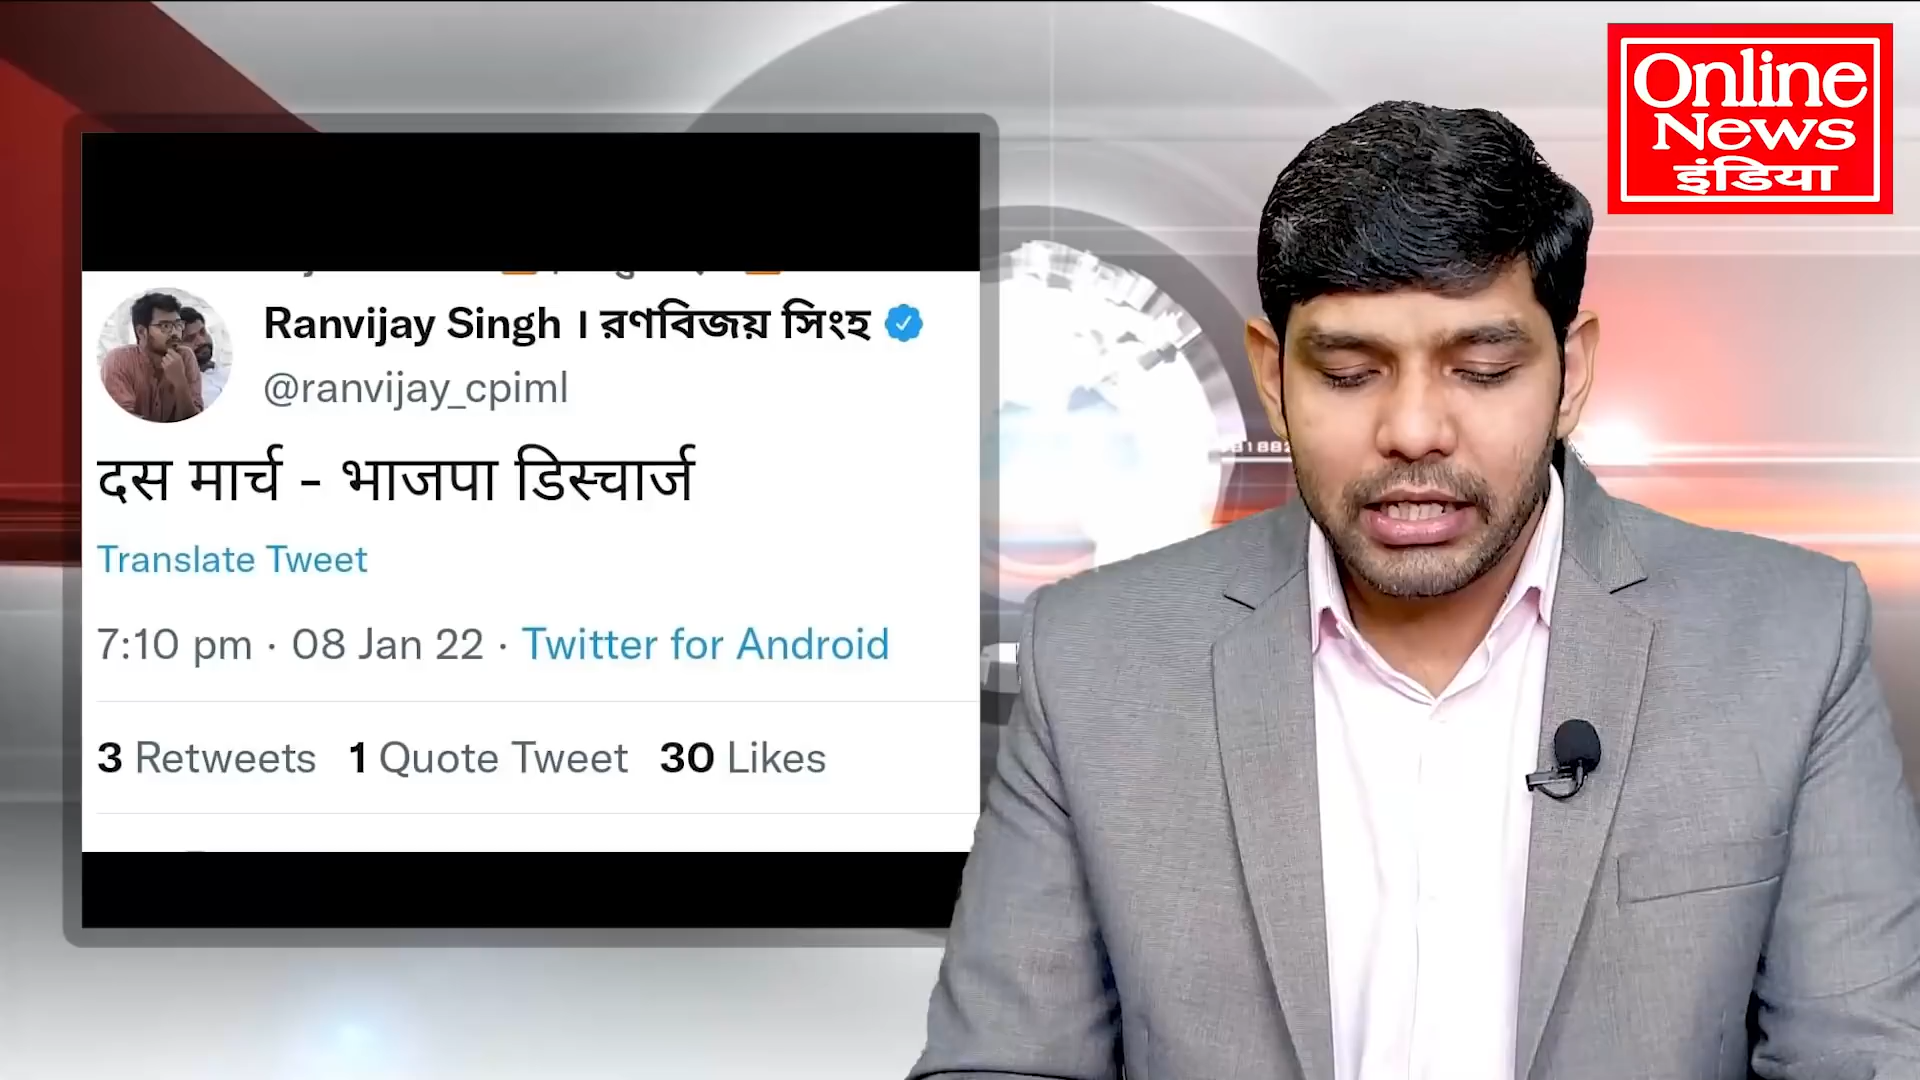 Online
News
इंडिया
Ranvijay Singh । রণবিজয় সিংহ
@ranvijay_cpiml
दस मार्च - भाजपा डिस्चार्ज
Translate Tweet
7:10 pm · 08 Jan 22 · Twitter for Android
3 Retweets 1 Quote Tweet 30 Likes